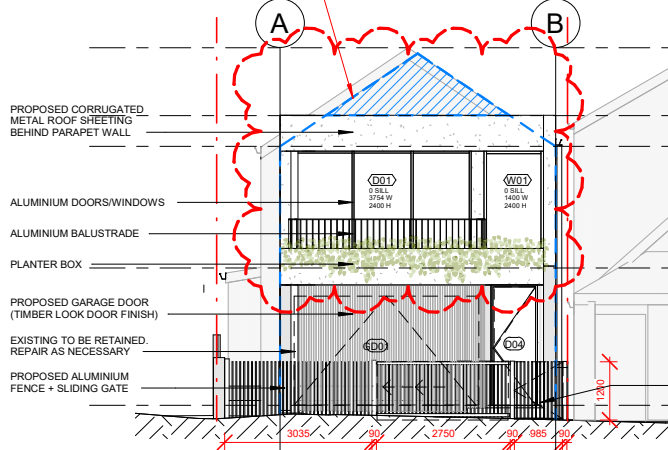 A
B
PROPOSED CORRUGATED
METAL ROOF SHEETING
BEHIND PARAPET WALL
D01
0 SILL
3754 W
2400 H
W01
0 SILL
1400 W
2400 H
ALUMINIUM DOORS/WINDOWS
ALUMINIUM BALUSTRADE
PLANTER BOX
PROPOSED GARAGE DOOR
(TIMBER LOOK DOOR FINISH)
GD01
D04
EXISTING TO BE RETAINED.
REPAIR AS NECESSARY
PROPOSED ALUMINIUM
FENCE + SLIDING GATE
1200
3035
90
2750
90
985
90